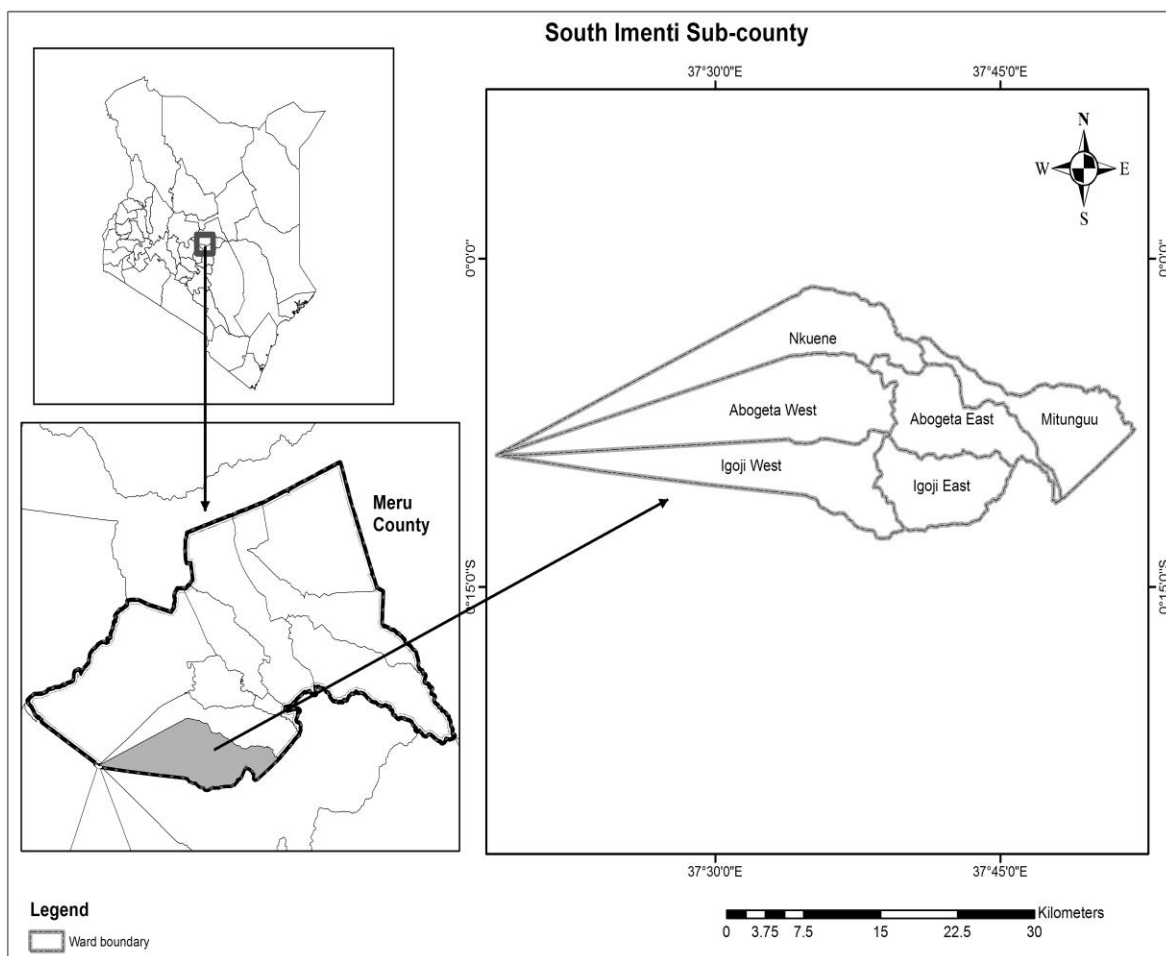 South Imenti Sub-county
37°30'0"E
37°45'0"E
N
W
E
S
0°0'0"
0°0'0"
Nkuene
Abogeta West
Abogeta East
Mitunguu
Igoji West
Igoji East
Meru
County
0°15'0"S
0°15'0"S
37°30'0"E
37°45'0"E
Legend
Ward boundary
Kilometers
0 3.75 7.5 15 22.5 30